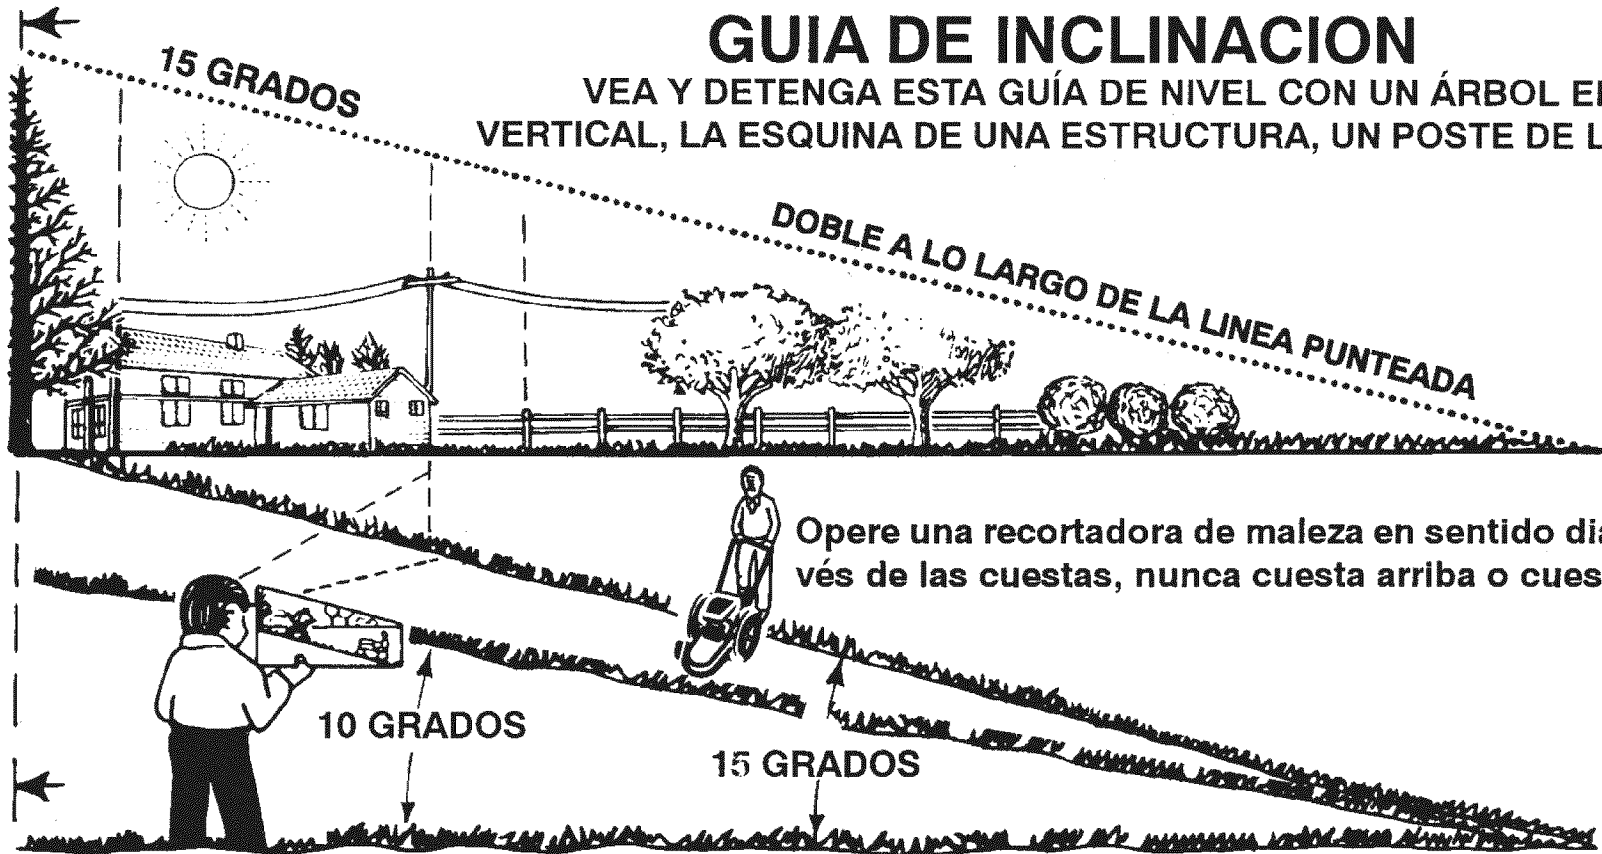 GUIA DE INCLINACION
15 GRADOS
VEA Y DETENGA ESTA GUÍA DE NIVEL CON UN ÁRBOL
VERTICAL, LA ESQUINA DE UNA ESTRUCTURA, UN POSTE DE
DOBLE A LO LARGO DE LA LINEA PUNTEADA
Opere una recortadora de maleza en sentido
vés de las cuestas, nunca cuesta arriba o
10 GRADOS
15 GRADOS